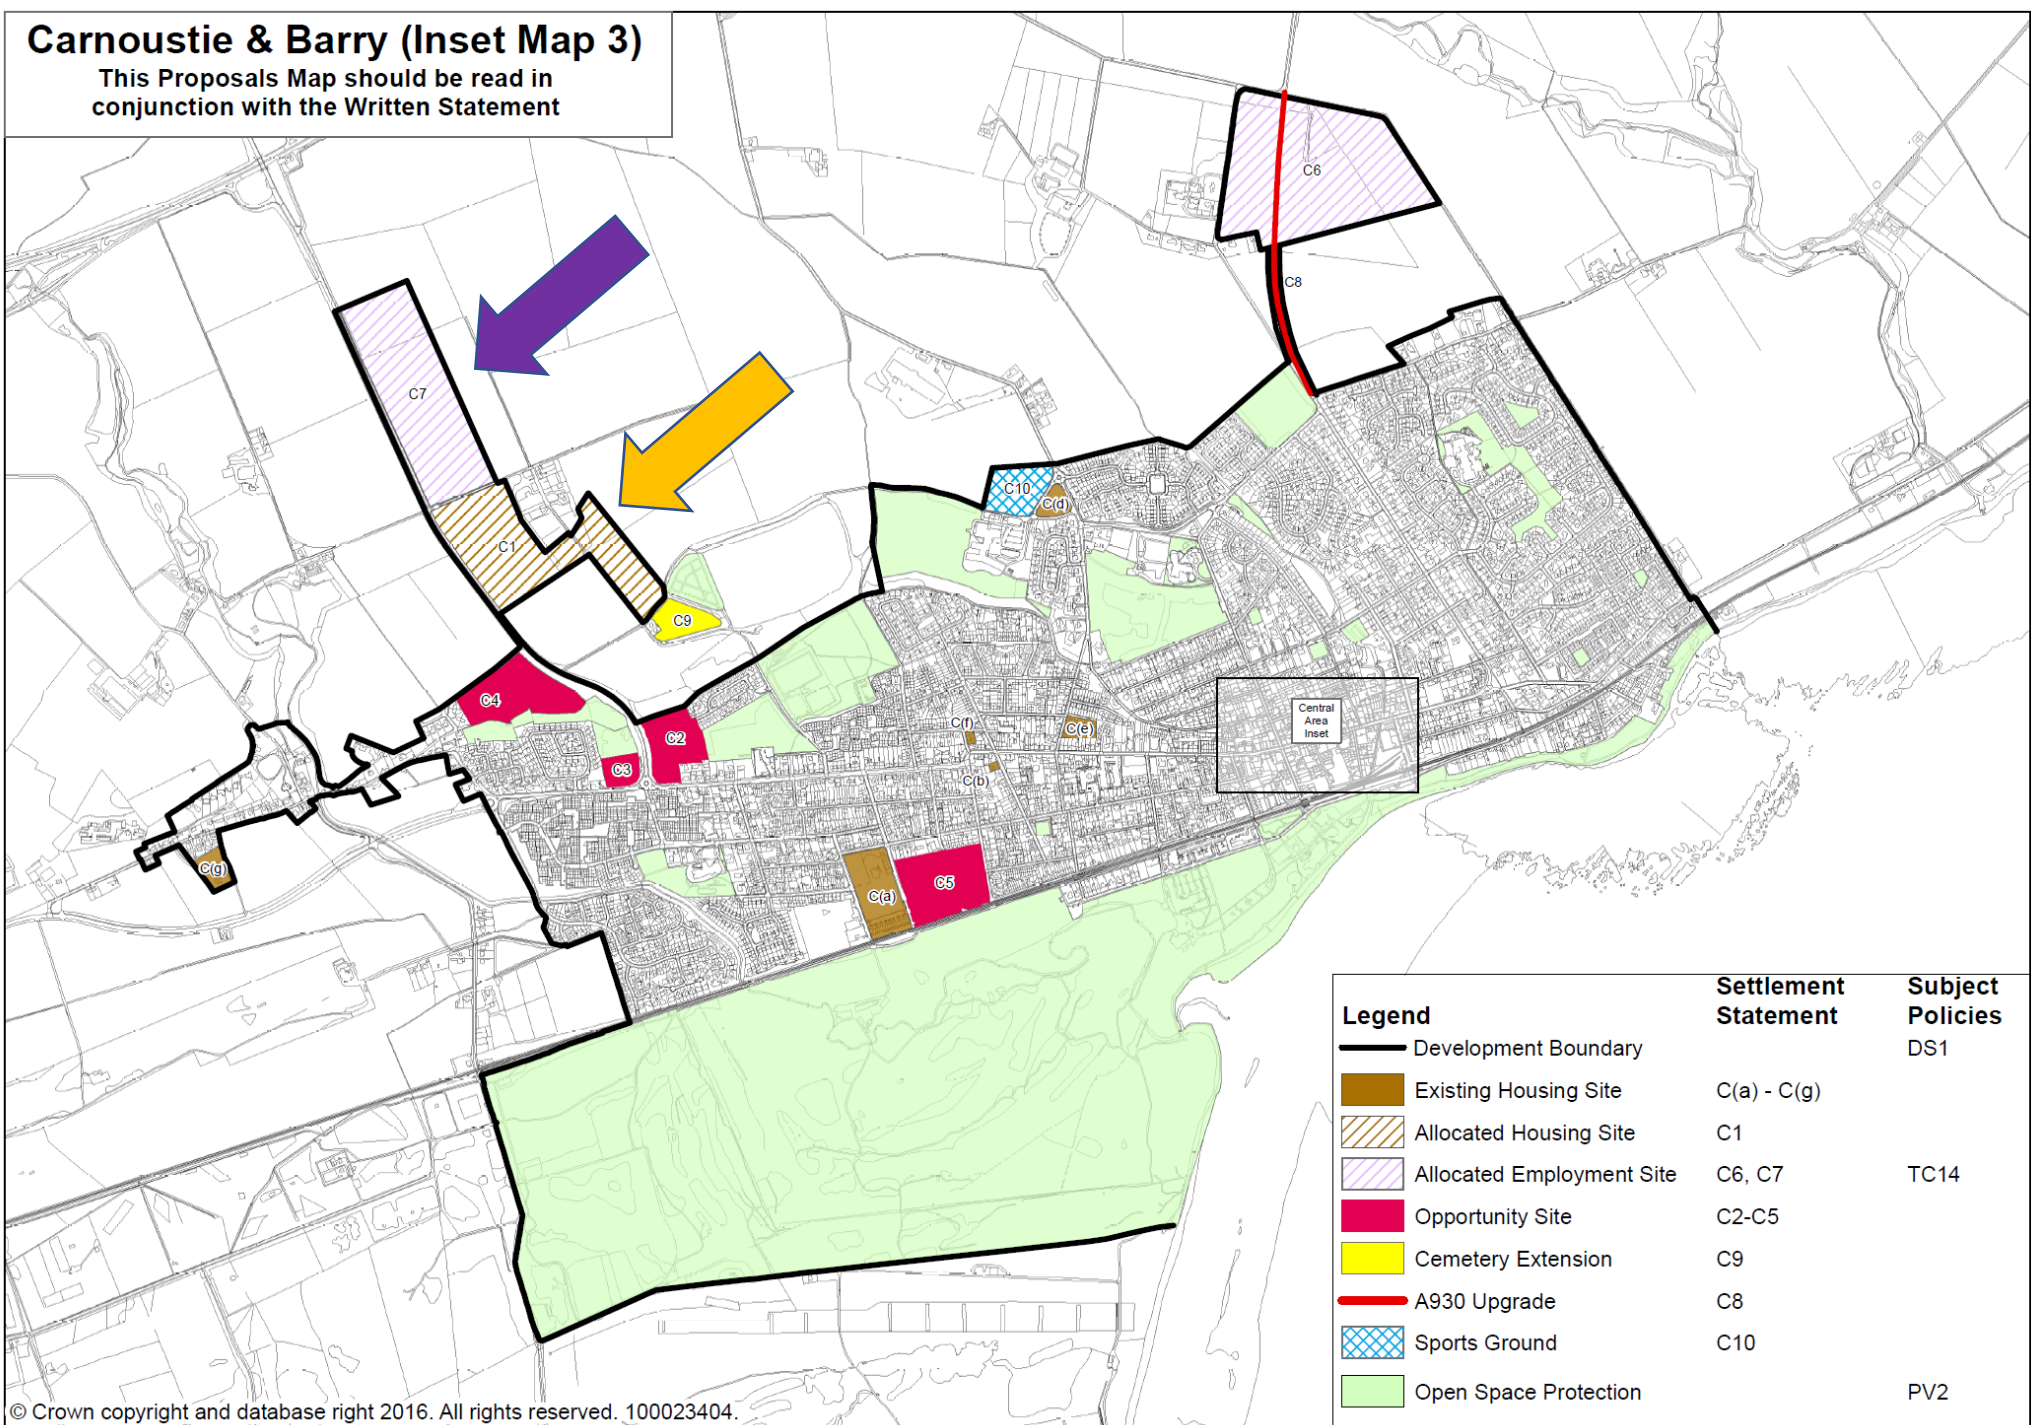 Carnoustie & Barry (Inset Map 3)
This Proposals Map should be read in
conjunction with the Written Statement
C6
C8
C7
C10
C(d)
C1
C9
C4
C2
C(f)
C(e)
Central
Area
Inset
C3
C(b)
C(g)
C(a)
C5
Legend
Settlement
Statement
Subject
Policies
Development Boundary DS1
Existing Housing Site C(a) - C(g)
Allocated Housing Site C1
Allocated Employment Site C6, C7 TC14
Opportunity Site C2-C5
Cemetery Extension C9
A930 Upgrade C8
Sports Ground C10
Open Space Protection PV2
© Crown copyright and database right 2016. All rights reserved. 100023404.